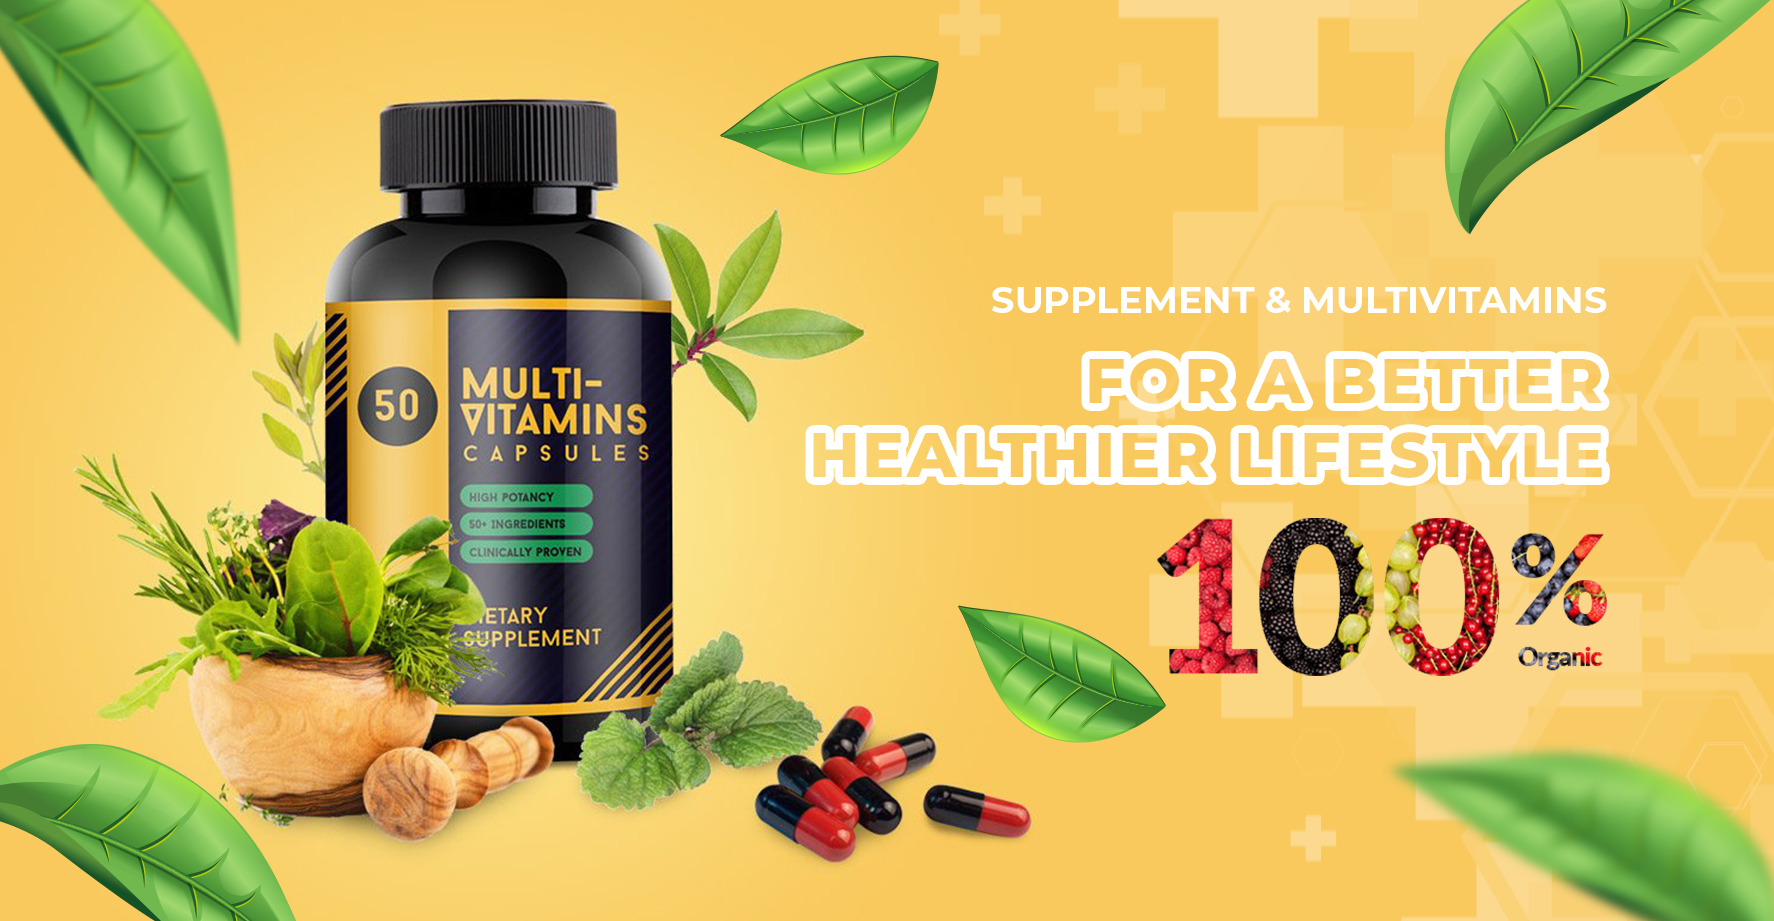 50
MULTI-
VITAMINS
CAPSULES
HIGH POTANCY
50+ INGREDIENTS
CLINICALLY PROVEN
SUPPLEMENT
SUPPLEMENT & MULTIVITAMINS
FOR A BETTER
HEALTHIER LIFESTYLE
100%
Organic